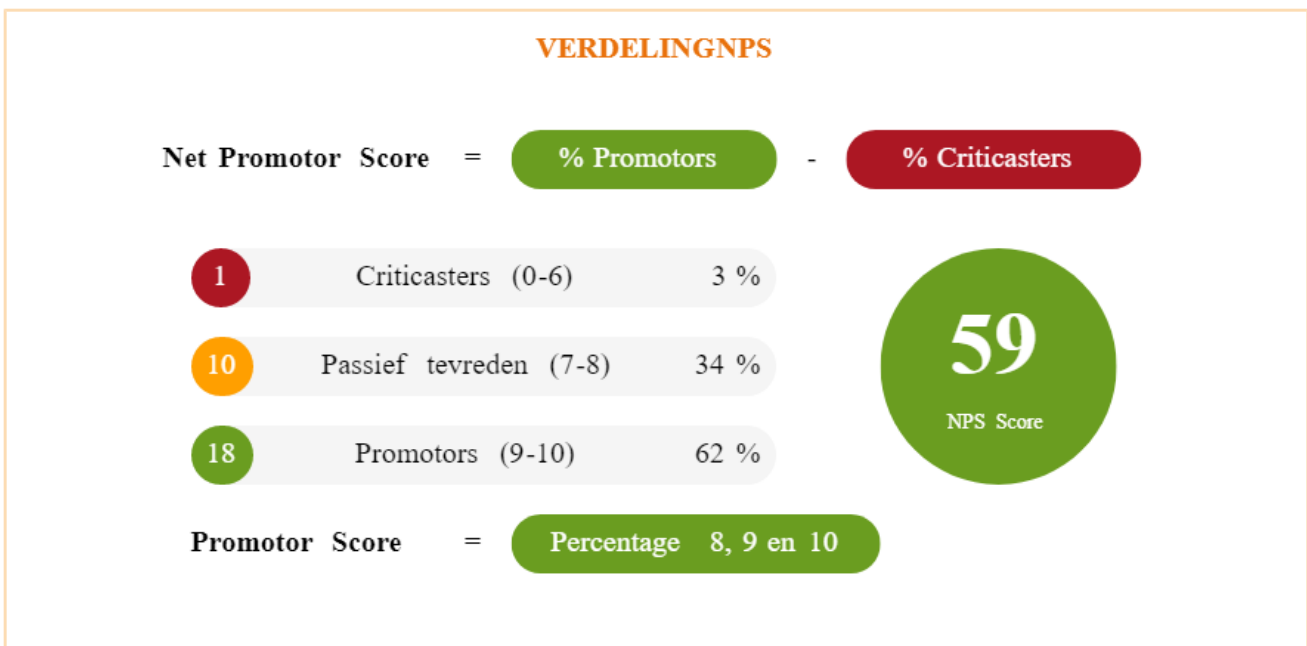 VERDELINGNPS
Net Promotor Score = % Promotors - % Criticasters
1 Criticasters (0-6) 3 %
10 Passief tevreden (7-8) 34 %
18 Promotors (9-10) 62 %
59
NPS Score
Promotor Score = Percentage 8, 9 en 10